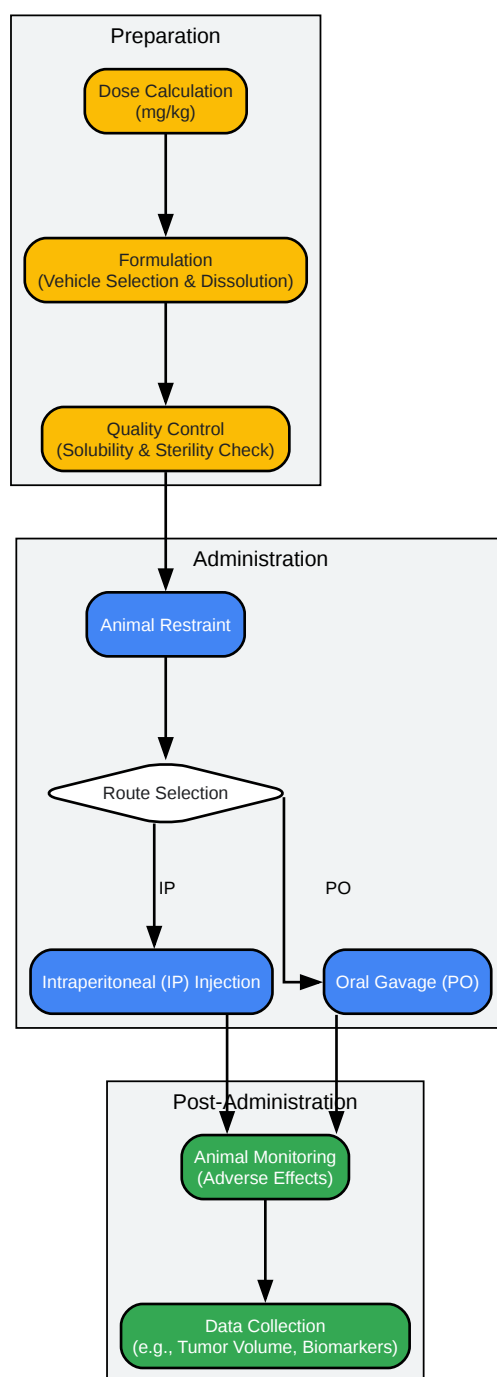 Preparation
Dose Calculation
(mg/kg)
Formulation
(Vehicle Selection & Dissolution)
Quality Control
(Solubility & Sterility Check)
Administration
Animal Restraint
Route Selection
IP
PO
Intraperitoneal (IP) Injection
Oral Gavage (PO)
Post-Administration
Animal Monitoring
(Adverse Effects)
Data Collection
(e.g., Tumor Volume, Biomarkers)